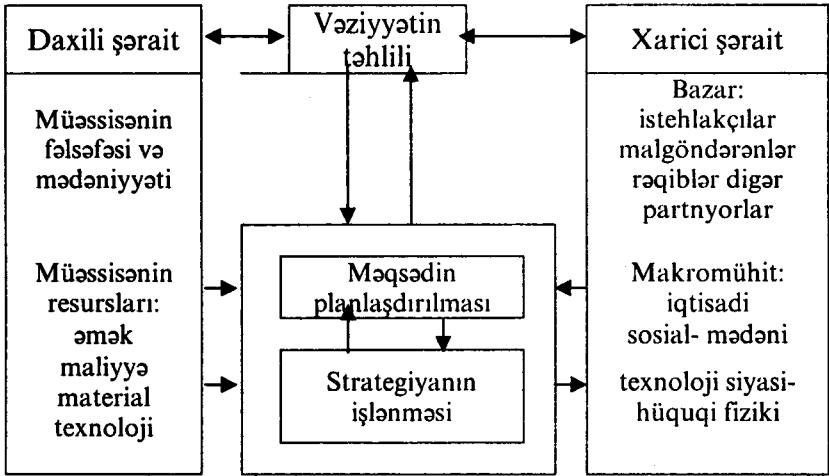 Daxili şərait
Müəssisənin
fəlsəfəsi və
mədəniyyəti
Müəssisənin
resursları:
əmək
maliyyə
material
texnoloji
Vəziyyətin
təhlili
Məqsədin
planlaşdırılması
Strategiyanın
işlənməsi
Xarici şərait
Bazar:
istehlakçılar
malgöndərənlər
rəqiblər digər
partnyorlar
Makromühit:
iqtisadi
sosial- mədəni
texnoloji siyasi-
hüquqi fiziki